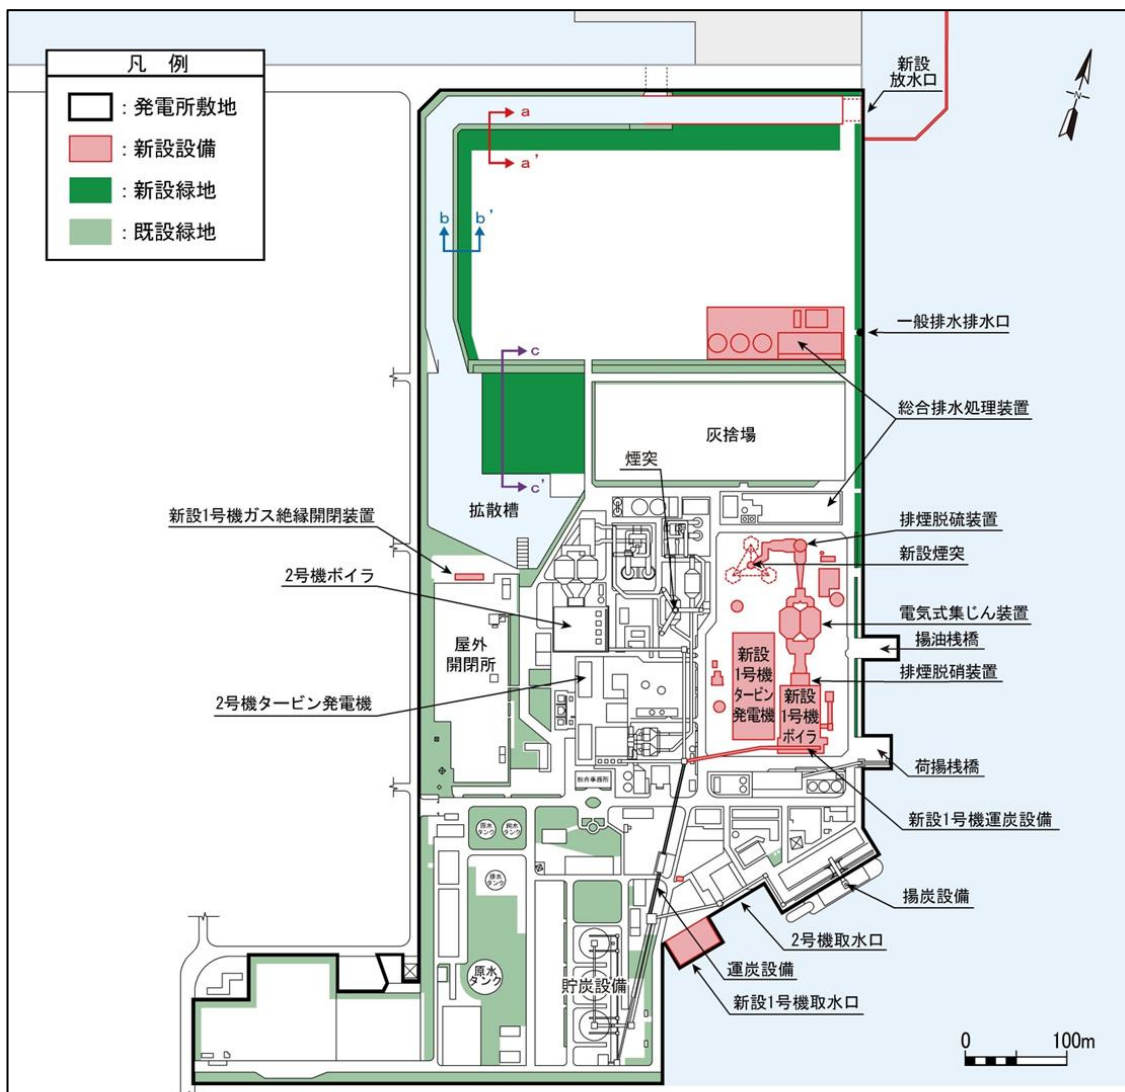 凡 例
：発電所敷地
：新設設備
：新設緑地
：既設緑地
新設
放水口
N
a
a'
b b'
一般排水排水口
c
総合排水処理装置
灰捨場
煙突
c'
拡散槽
新設1号機ガス絶縁開閉装置
排煙脱硫装置
新設煙突
2号機ボイラ
電気式集じん装置
揚油桟橋
屋外
開閉所
新設
1号機
タービン
発電機
排煙脱硝装置
2号機タービン発電機
新設
1号機
ボイラ
荷揚桟橋
新設1号機運炭設備
原水
タンク
純水
タンク
揚炭設備
2号機取水口
原水
タンク
運炭設備
貯炭設備
新設1号機取水口
0 100m